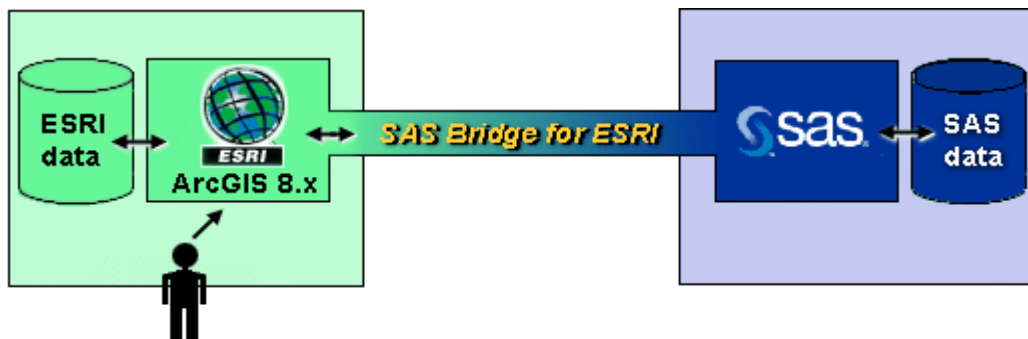 ESRI
data
ESRI
ArcGIS 8.x
SAS Bridge for ESRI
sas.
SAS
data